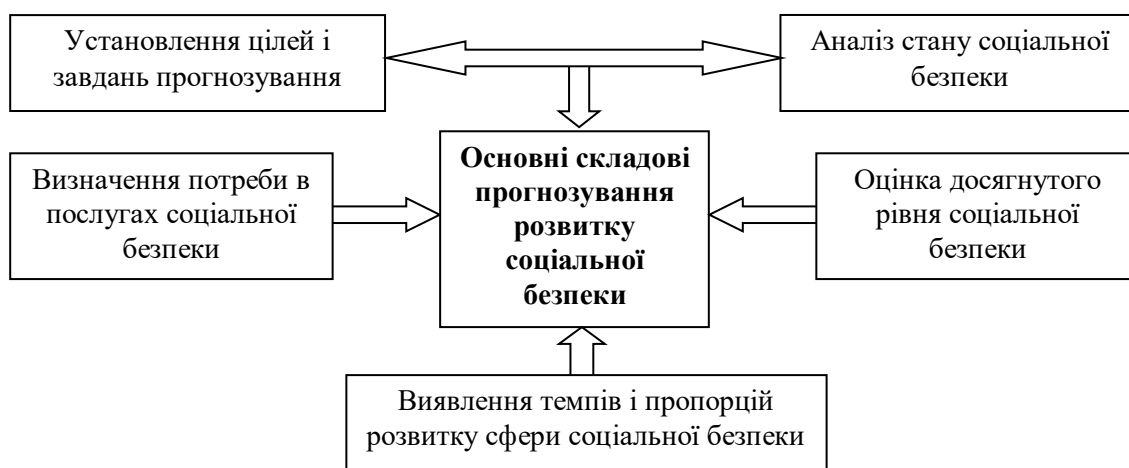 Установлення цілей і
завдань прогнозування
Аналіз стану соціальної
безпеки
Визначення потреби в
послугах соціальної
безпеки
Основні складові
прогнозування
розвитку
соціальної
безпеки
Оцінка досягнутого
рівня соціальної
безпеки
Виявлення темпів і пропорцій
розвитку сфери соціальної безпеки